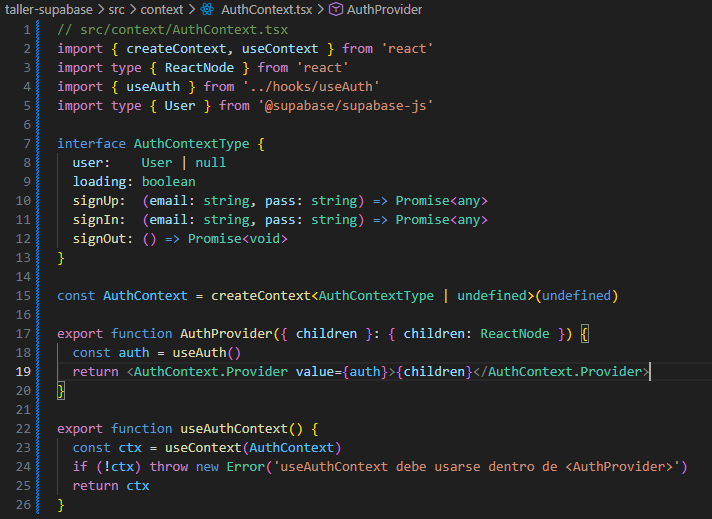 taller-supabase > src > context > AuthContext.tsx > AuthProvider
1 // src/context/AuthContext.tsx
2 import { createContext, useContext } from 'react'
3 import type { ReactNode } from 'react'
4 import { useAuth } from '../hooks/useAuth'
5 import type { User } from '@supabase/supabase-js'
6
7 interface AuthContextType {
8   user:    User | null
9   loading: boolean
10   signUp:  (email: string, pass: string) => Promise<any>
11   signIn:  (email: string, pass: string) => Promise<any>
12   signOut: () => Promise<void>
13 }
14
15 const AuthContext = createContext<AuthContextType | undefined>(undefined)
16
17 export function AuthProvider({ children }: { children: ReactNode }) {
18   const auth = useAuth()
19   return <AuthContext.Provider value={auth}>{children}</AuthContext.Provider>
20 }
21
22 export function useAuthContext() {
23   const ctx = useContext(AuthContext)
24   if (!ctx) throw new Error('useAuthContext debe usarse dentro de <AuthProvider>')
25   return ctx
26 }